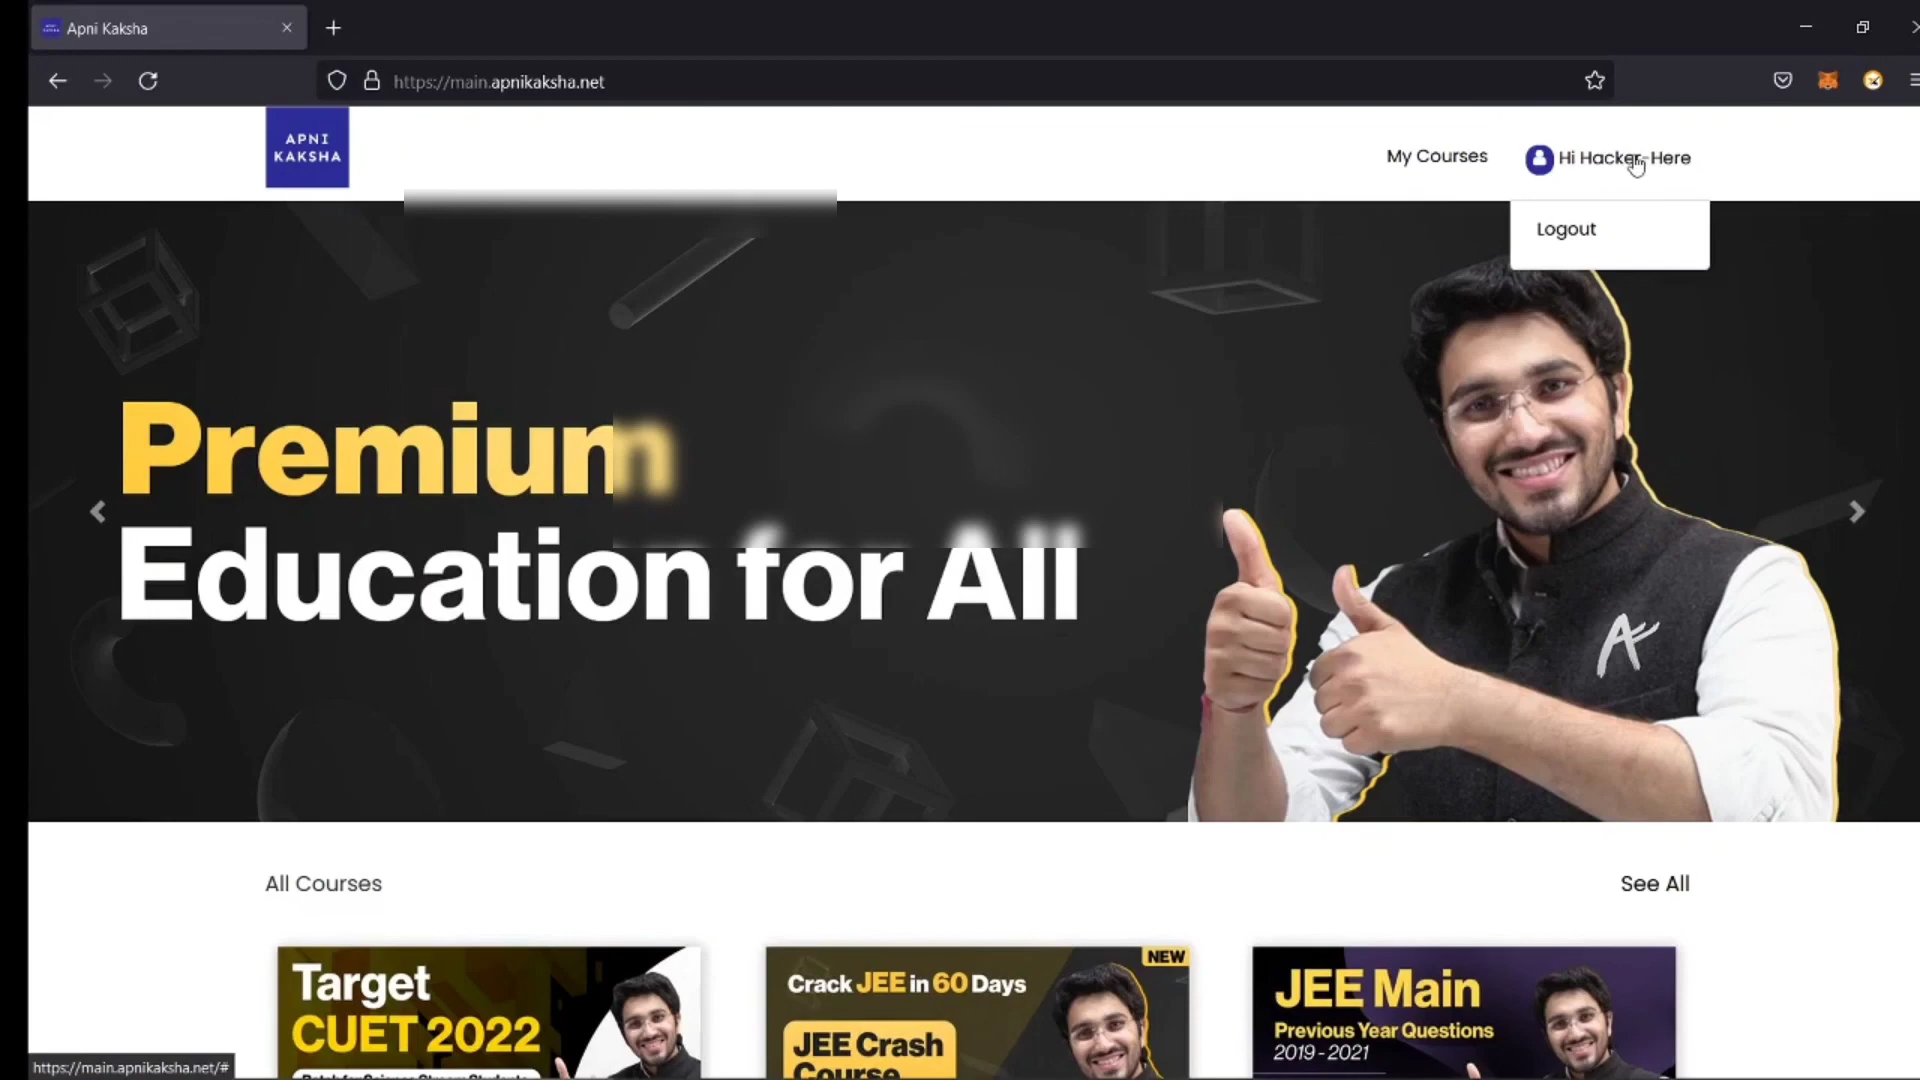 Apni Kaksha
https://main.apnikaksha.net
APNI
KAKSHA
My Courses
Hi Hacker-Here
Logout
Premium
Education for All
A
All Courses
See All
Target
CUET 2022
NEW
Crack JEE in 60 Days
JEE Crash
Course
JEE Main
Previous Year Questions
2019 - 2021
https://main.apnikaksha.net/#